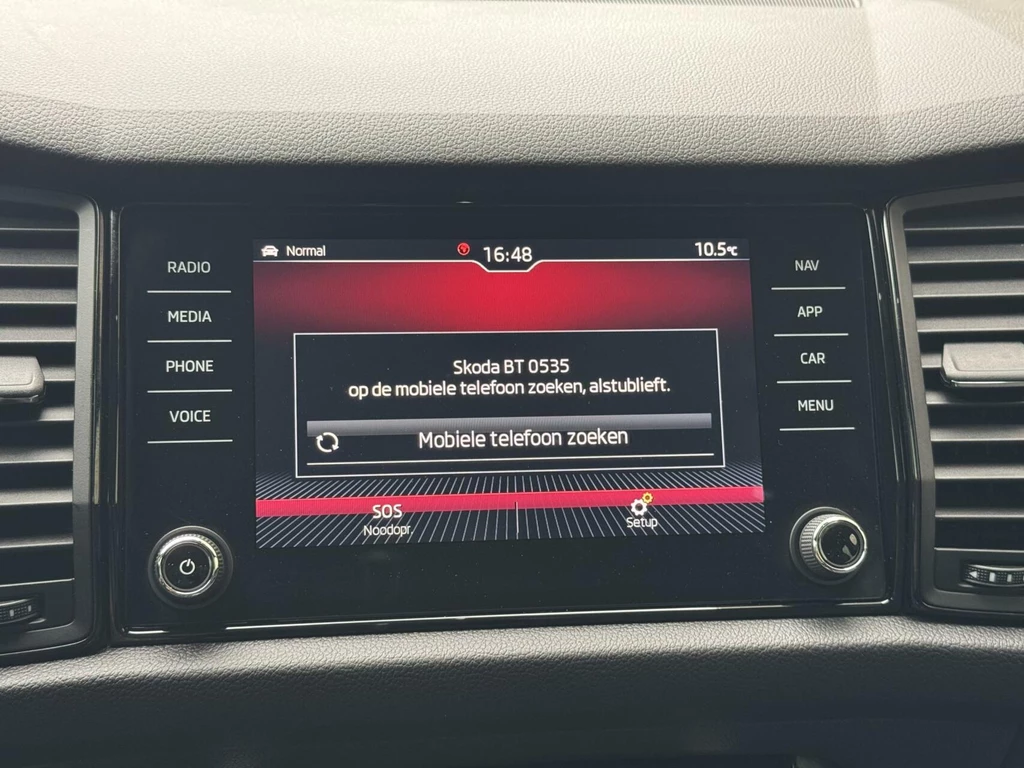 Normal
16:48
10.5°C
RADIO
MEDIA
PHONE
VOICE
NAV
APP
CAR
MENU
Skoda BT 0535
op de mobiele telefoon zoeken, alstublieft.
Mobiele telefoon zoeken
SOS
Noodopr.
Setup